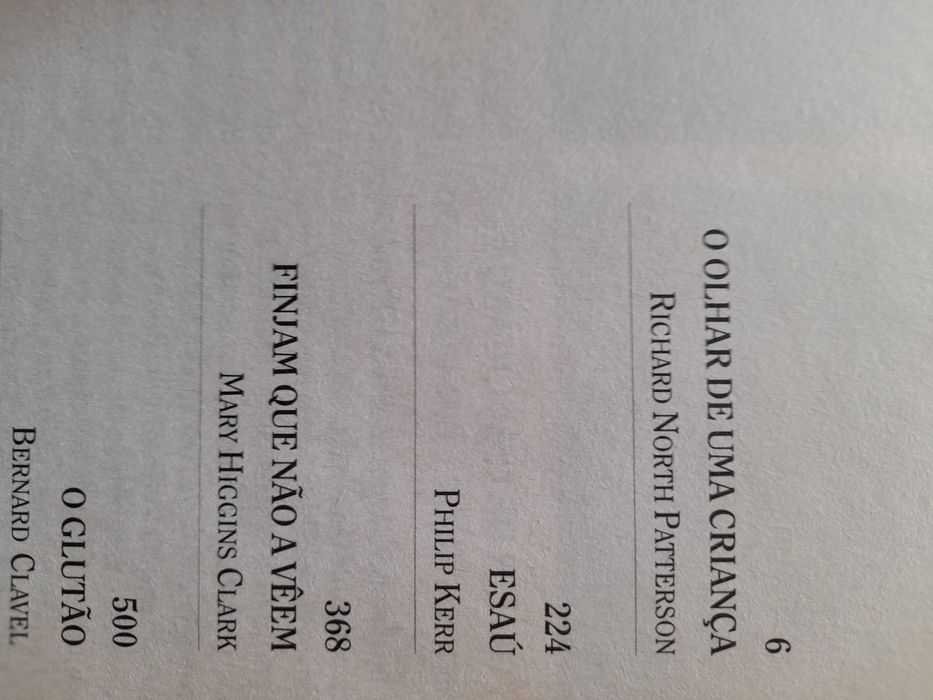 6
O OLHAR DE UMA CRIANÇA
RICHARD NORTH PATTERSON
224
ESAÚ
PHILIP KERR
368
FINJAM QUE NÃO A VÊEM
MARY HIGGINS CLARK
500
O GLUTÃO
BERNARD CLAVEL